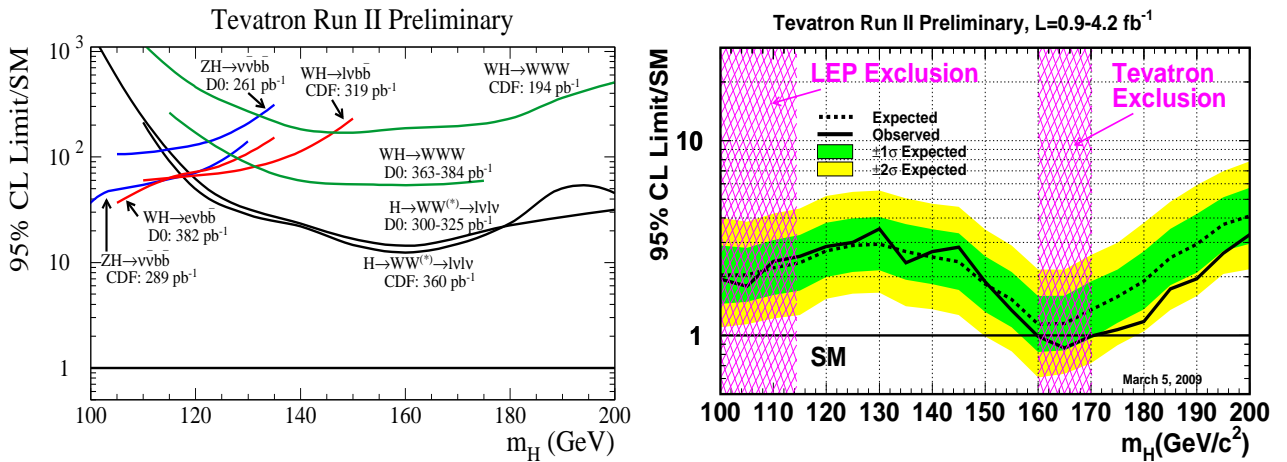 Tevatron Run II Preliminary
95% CL Limit/SM
10³
10²
10
1
ZH→νν̄bb̄
D0: 261 pb⁻¹
WH→lνbb̄
CDF: 319 pb⁻¹
WH→WWW
CDF: 194 pb⁻¹
WH→WWW
D0: 363-384 pb⁻¹
H→WW⁽*⁾→lνlν
D0: 300-325 pb⁻¹
WH→eνbb̄
D0: 382 pb⁻¹
ZH→νν̄bb̄
CDF: 289 pb⁻¹
H→WW⁽*⁾→lνlν
CDF: 360 pb⁻¹
100 120 140 160 180 200
m_H (GeV)
Tevatron Run II Preliminary, L=0.9-4.2 fb⁻¹
95% CL Limit/SM
10
1
LEP Exclusion
Tevatron
Exclusion
Expected
Observed
±1σ Expected
±2σ Expected
SM
March 5, 2009
100 110 120 130 140 150 160 170 180 190 200
m_H(GeV/c²)